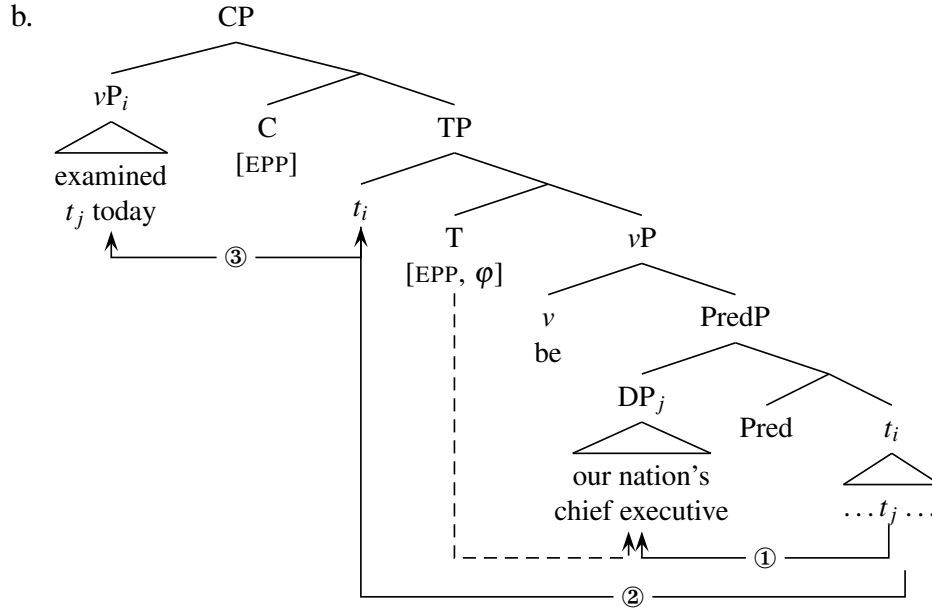 b.
CP
vPᵢ
C
TP
[EPP]
examined
tⱼ today
tᵢ
T
vP
[EPP, φ]
③
v
be
PredP
DPⱼ
Pred
tᵢ
our nation's
chief executive
… tⱼ …
①
②